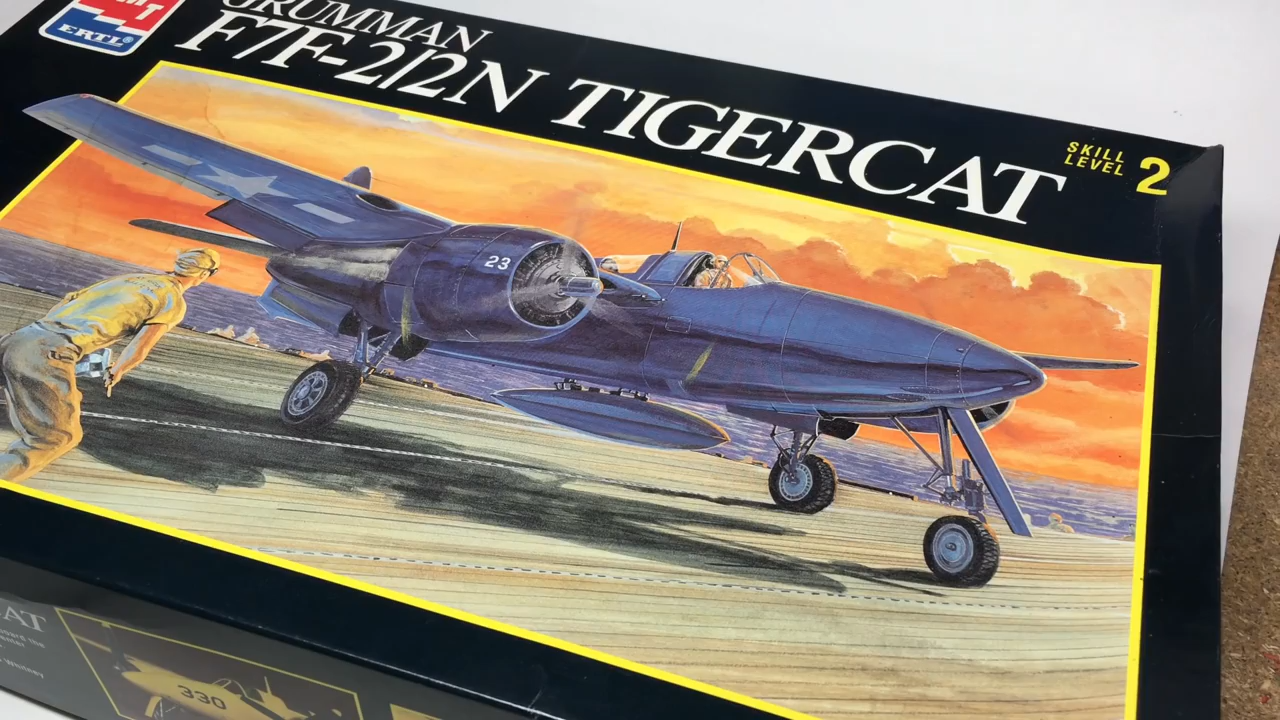 ERTL®
GRUMMAN
F7F-2/2N TIGERCAT
SKILL
LEVEL 2
23
330